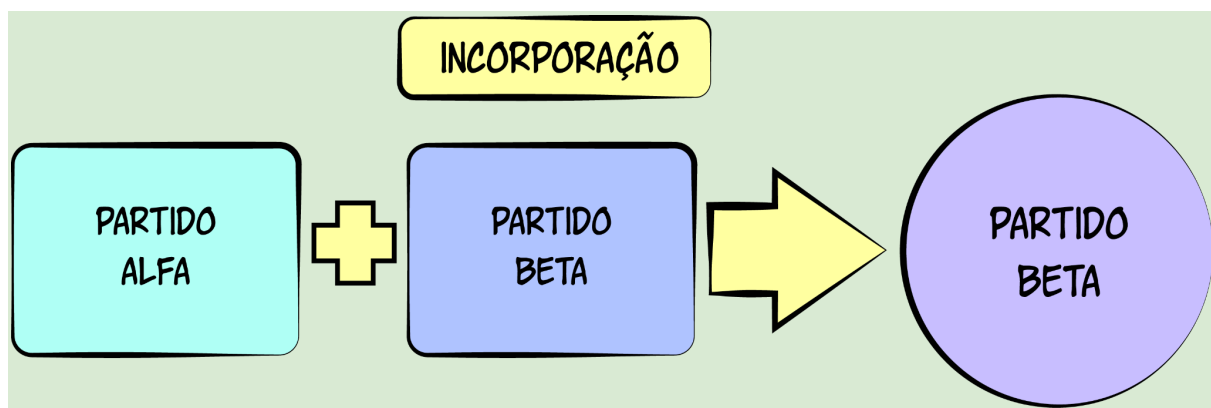 INCORPORAÇÃO
PARTIDO
ALFA
PARTIDO
BETA
PARTIDO
BETA